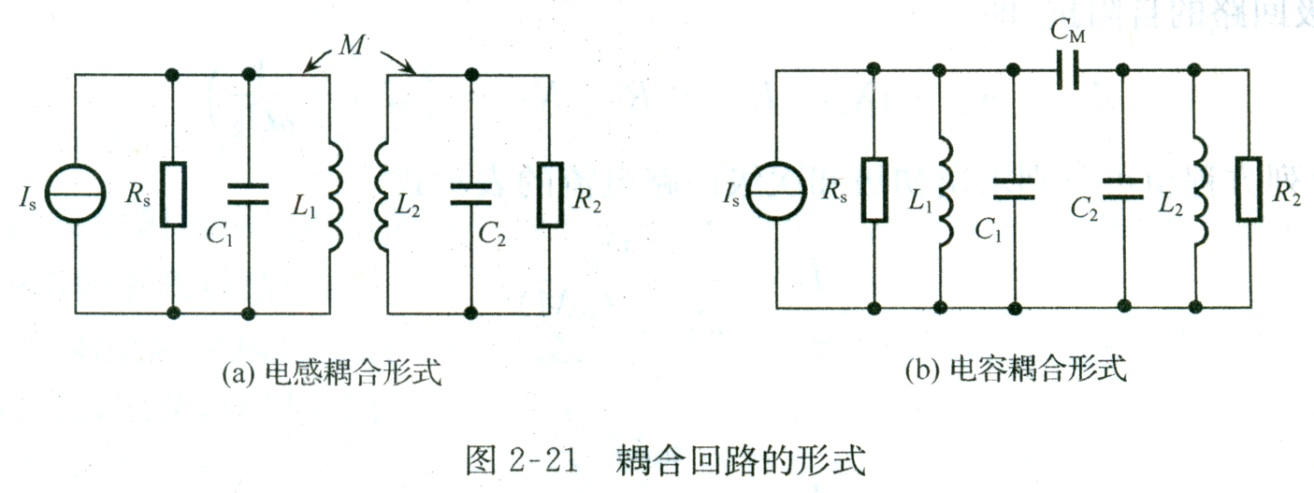 M
I_s R_s C_1 L_1 L_2 C_2 R_2
(a) 电感耦合形式
C_M
I_s R_s L_1 C_1 C_2 L_2 R_2
(b) 电容耦合形式
图 2-21 耦合回路的形式